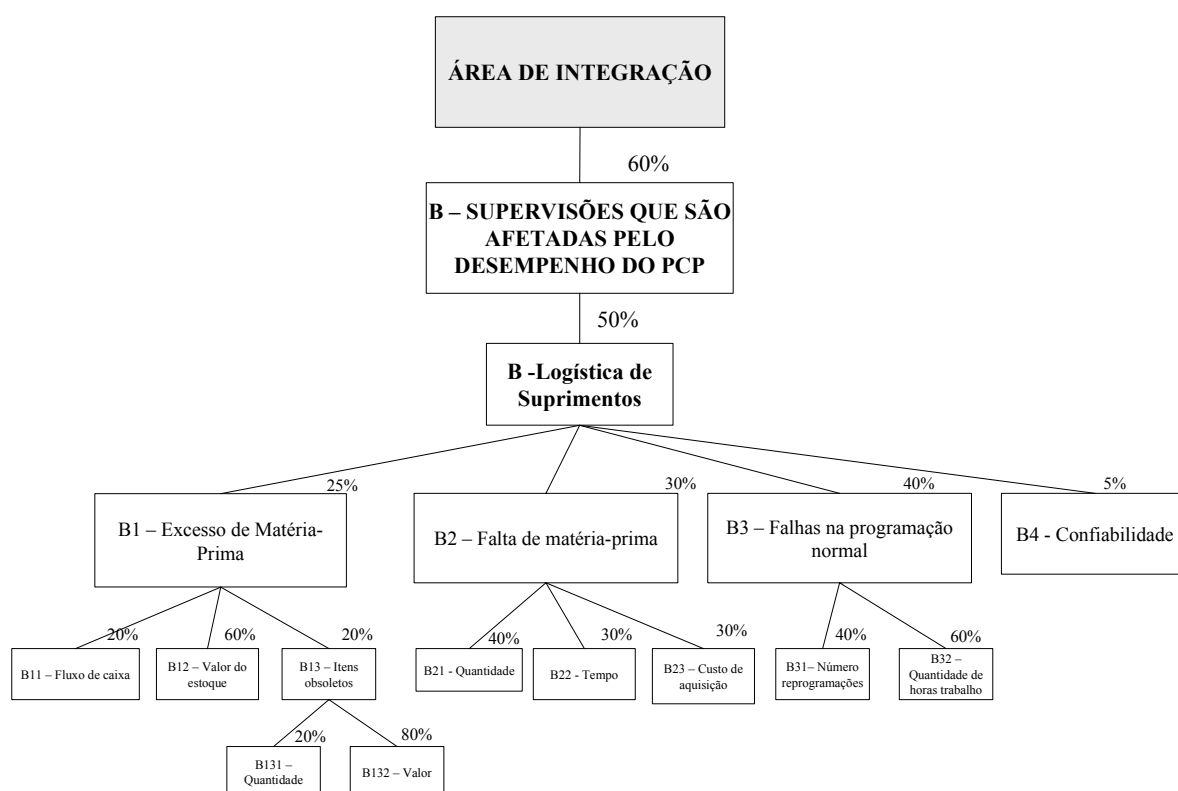 ÁREA DE INTEGRAÇÃO
60%
B – SUPERVISÕES QUE SÃO
AFETADAS PELO
DESEMPENHO DO PCP
50%
B -Logística de
Suprimentos
25%
30%
40%
5%
B1 – Excesso de Matéria-
Prima
B2 – Falta de matéria-prima
B3 – Falhas na programação
normal
B4 - Confiabilidade
20%
60%
20%
40%
30%
30%
40%
60%
B11 – Fluxo de caixa
B12 – Valor do
estoque
B13 – Itens
obsoletos
B21 - Quantidade
B22 - Tempo
B23 – Custo de
aquisição
B31– Número
reprogramações
B32 –
Quantidade de
horas trabalho
20%
80%
B131 –
Quantidade
B132 – Valor